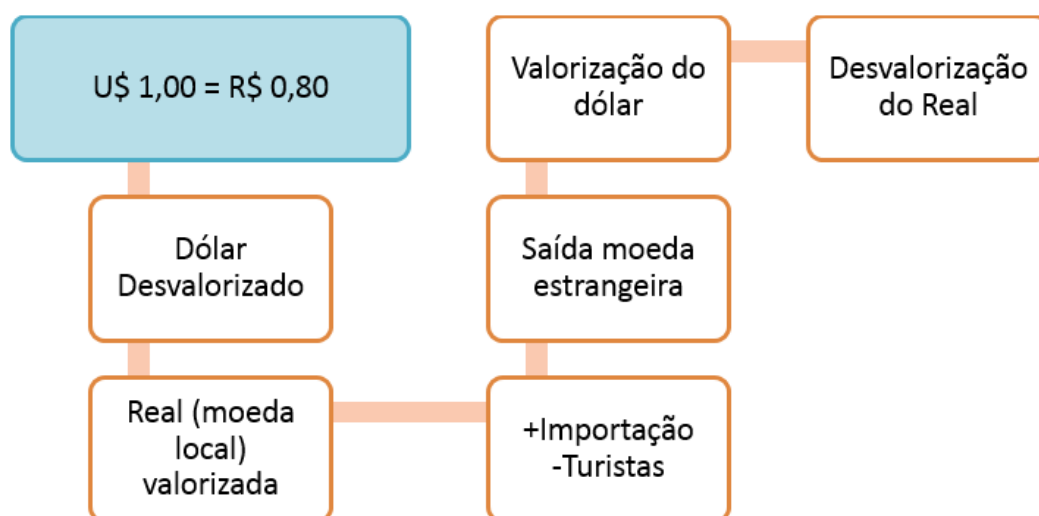 U$ 1,00 = R$ 0,80
Dólar
Desvalorizado
Real (moeda
local)
valorizada
+Importação
-Turistas
Saída moeda
estrangeira
Valorização do
dólar
Desvalorização
do Real